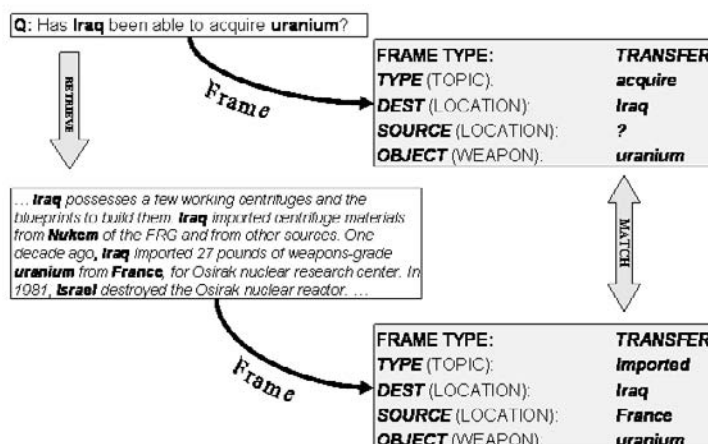 Q: Has Iraq been able to acquire uranium?
RETRIEVE
Frame
FRAME TYPE: TRANSFER
TYPE (TOPIC): acquire
DEST (LOCATION): Iraq
SOURCE (LOCATION): ?
OBJECT (WEAPON): uranium
… Iraq possesses a few working centrifuges and the
blueprints to build them. Iraq imported centrifuge materials
from Nukem of the FRG and from other sources. One
decade ago, Iraq imported 27 pounds of weapons-grade
uranium from France, for Osirak nuclear research center. In
1981, Israel destroyed the Osirak nuclear reactor. …
MATCH
Frame
FRAME TYPE: TRANSFER
TYPE (TOPIC): imported
DEST (LOCATION): Iraq
SOURCE (LOCATION): France
OBJECT (WEAPON): uranium